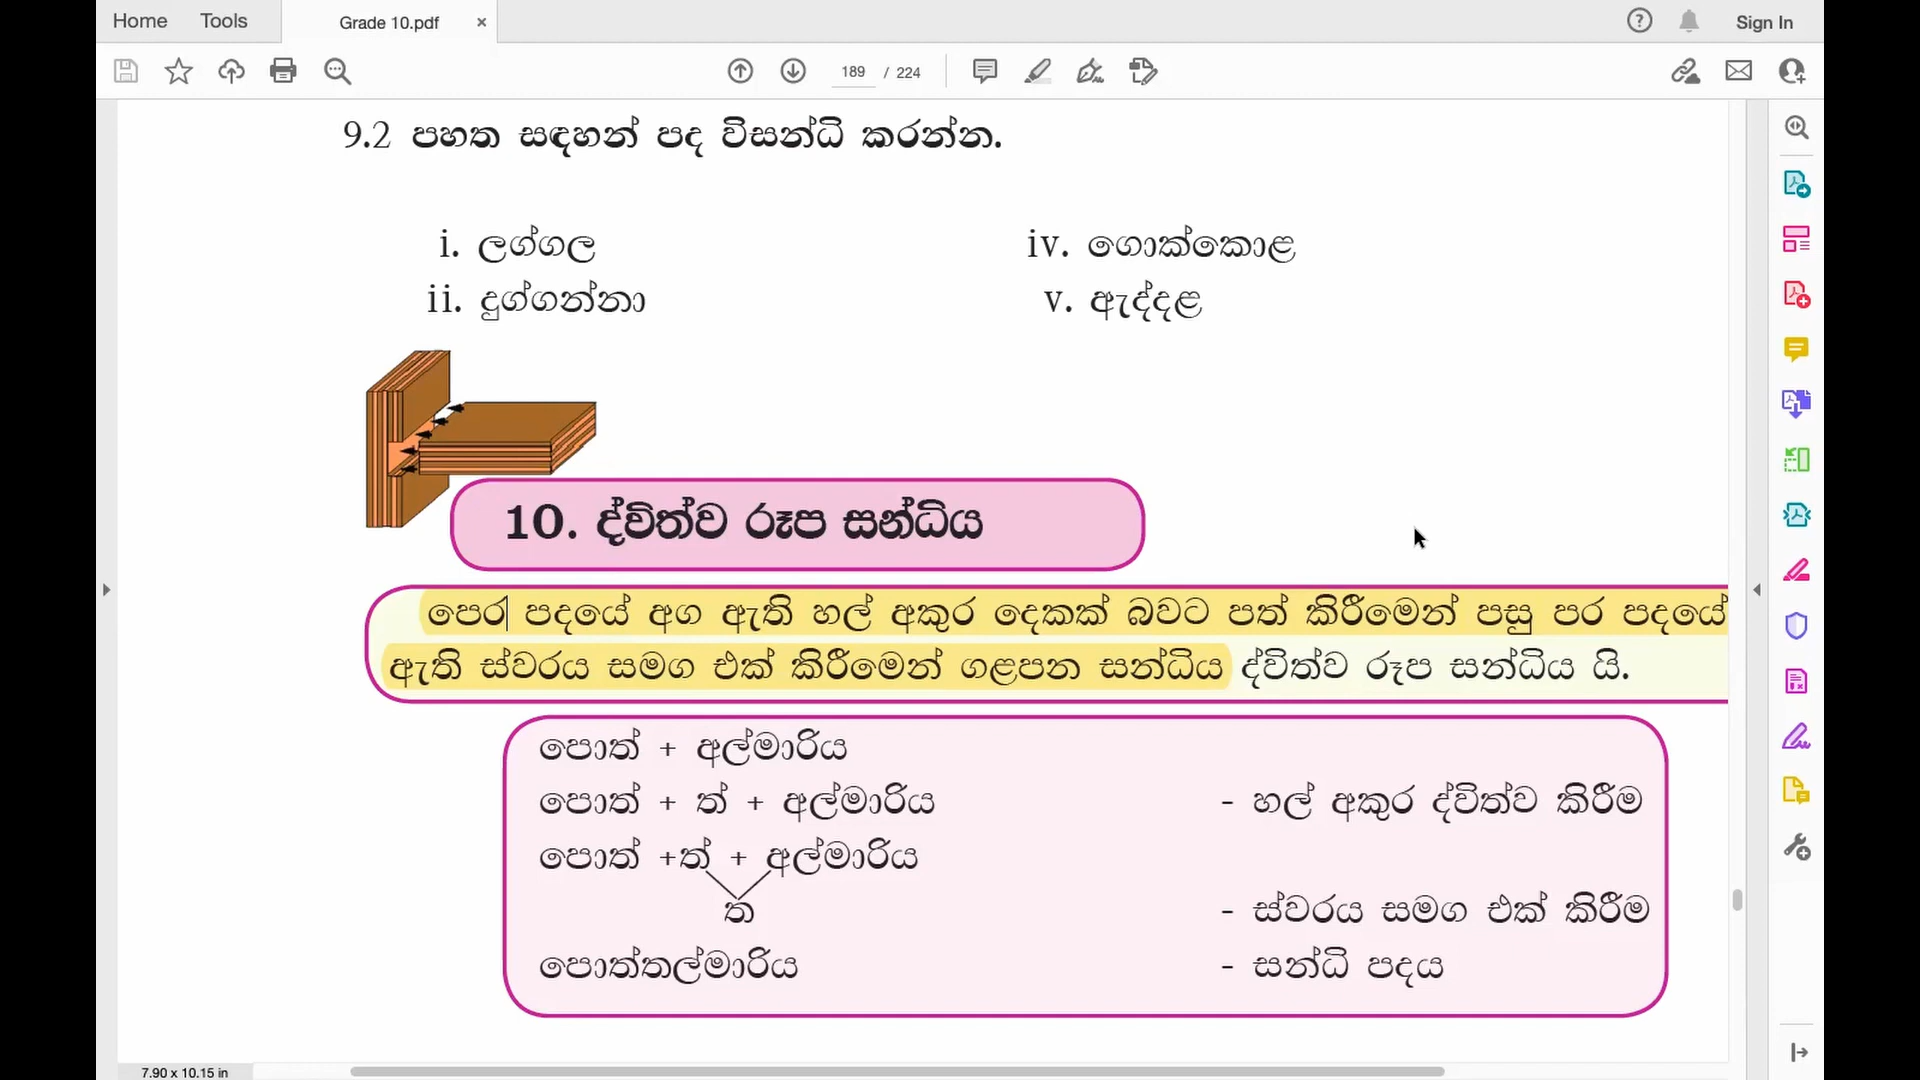 Home Tools Grade 10.pdf × Sign In
189 / 224
9.2 පහත සඳහන් පද විසන්ධි කරන්න.
i. ලග්ගල
ii. දුග්ගන්නා
iv. ගොක්කොළ
v. ඇද්දළ
10. ද්විත්ව රූප සන්ධිය
පෙර පදයේ අග ඇති හල් අකුර දෙකක් බවට පත් කිරීමෙන් පසු පර පදයේ
ඇති ස්වරය සමග එක් කිරීමෙන් ගළපන සන්ධිය ද්විත්ව රූප සන්ධිය යි.
පොත් + අල්මාරිය
පොත් + ත් + අල්මාරිය - හල් අකුර ද්විත්ව කිරීම
පොත් +ත් + අල්මාරිය
ත - ස්වරය සමග එක් කිරීම
පොත්තල්මාරිය - සන්ධි පදය
7.90 x 10.15 in